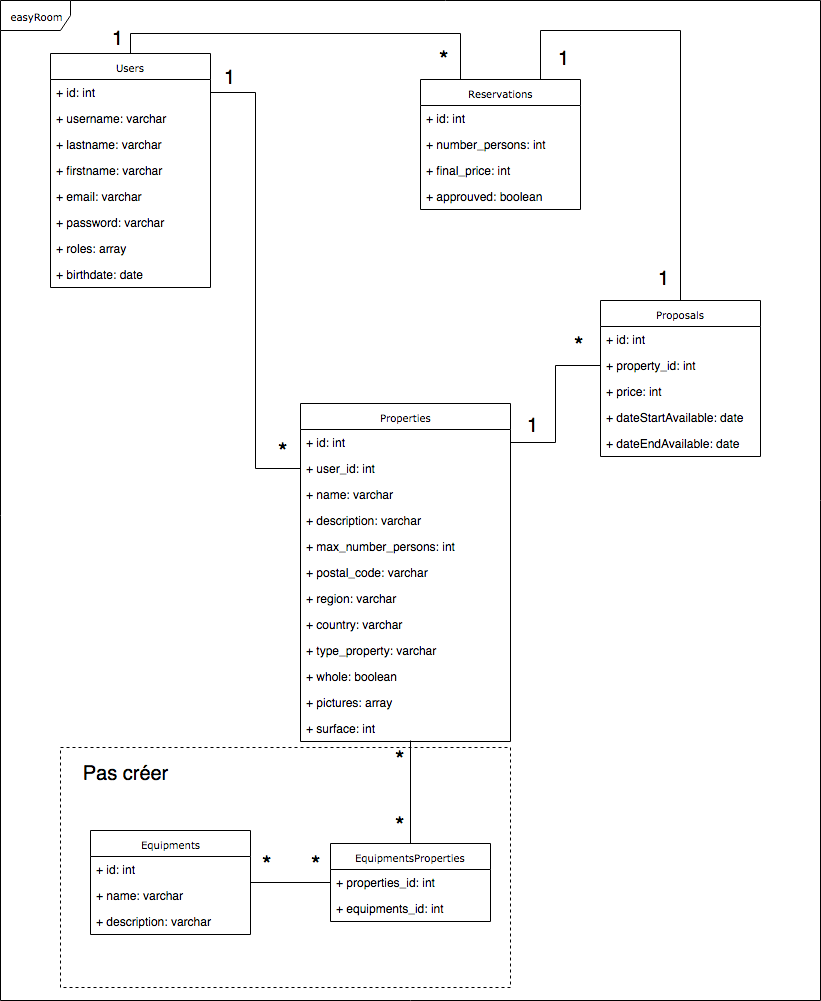 easyRoom
1
*
1
1
Users
+ id: int
+ username: varchar
+ lastname: varchar
+ firstname: varchar
+ email: varchar
+ password: varchar
+ roles: array
+ birthdate: date
Reservations
+ id: int
+ number_persons: int
+ final_price: int
+ approuved: boolean
1
Proposals
+ id: int
+ property_id: int
+ price: int
+ dateStartAvailable: date
+ dateEndAvailable: date
*
1
*
Properties
+ id: int
+ user_id: int
+ name: varchar
+ description: varchar
+ max_number_persons: int
+ postal_code: varchar
+ region: varchar
+ country: varchar
+ type_property: varchar
+ whole: boolean
+ pictures: array
+ surface: int
*
Pas créer
*
Equipments
+ id: int
+ name: varchar
+ description: varchar
*
*
EquipmentsProperties
+ properties_id: int
+ equipments_id: int